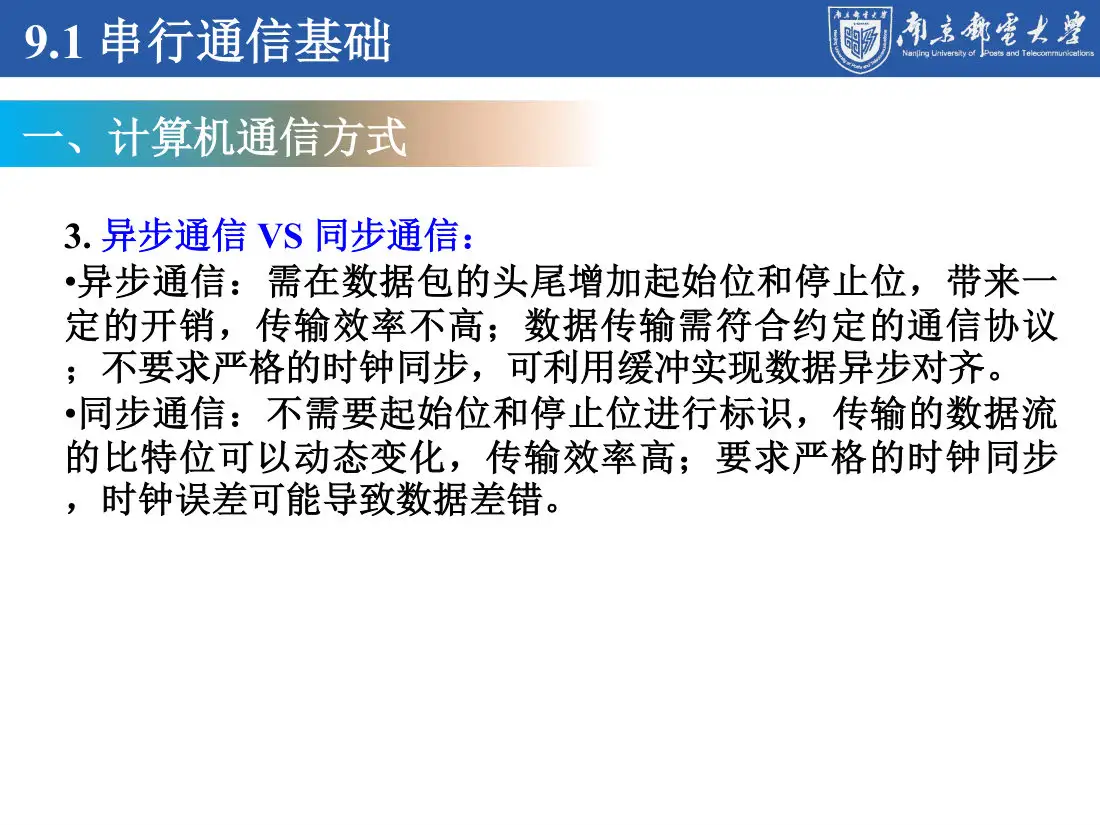 9.1 串行通信基础
南京邮电大学
南京郵電大學
Nanjing University of Posts and Telecommunications
一、计算机通信方式
3. 异步通信 VS 同步通信：
•异步通信：需在数据包的头尾增加起始位和停止位，带来一
定的开销，传输效率不高；数据传输需符合约定的通信协议
；不要求严格的时钟同步，可利用缓冲实现数据异步对齐。
•同步通信：不需要起始位和停止位进行标识，传输的数据流
的比特位可以动态变化，传输效率高；要求严格的时钟同步
，时钟误差可能导致数据差错。